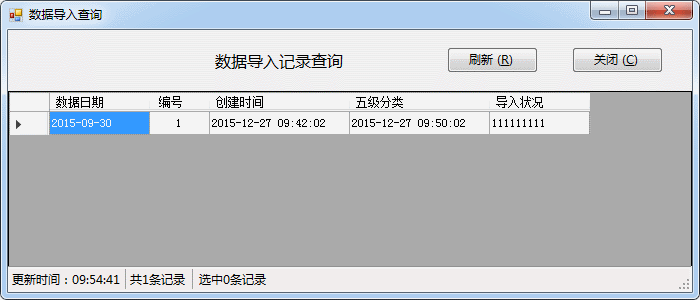 数据导入查询
数据导入记录查询 刷新 (R) 关闭 (C)
数据日期 编号 创建时间 五级分类 导入状况
2015-09-30 1 2015-12-27 09:42:02 2015-12-27 09:50:02 111111111
更新时间：09:54:41 共1条记录 选中0条记录